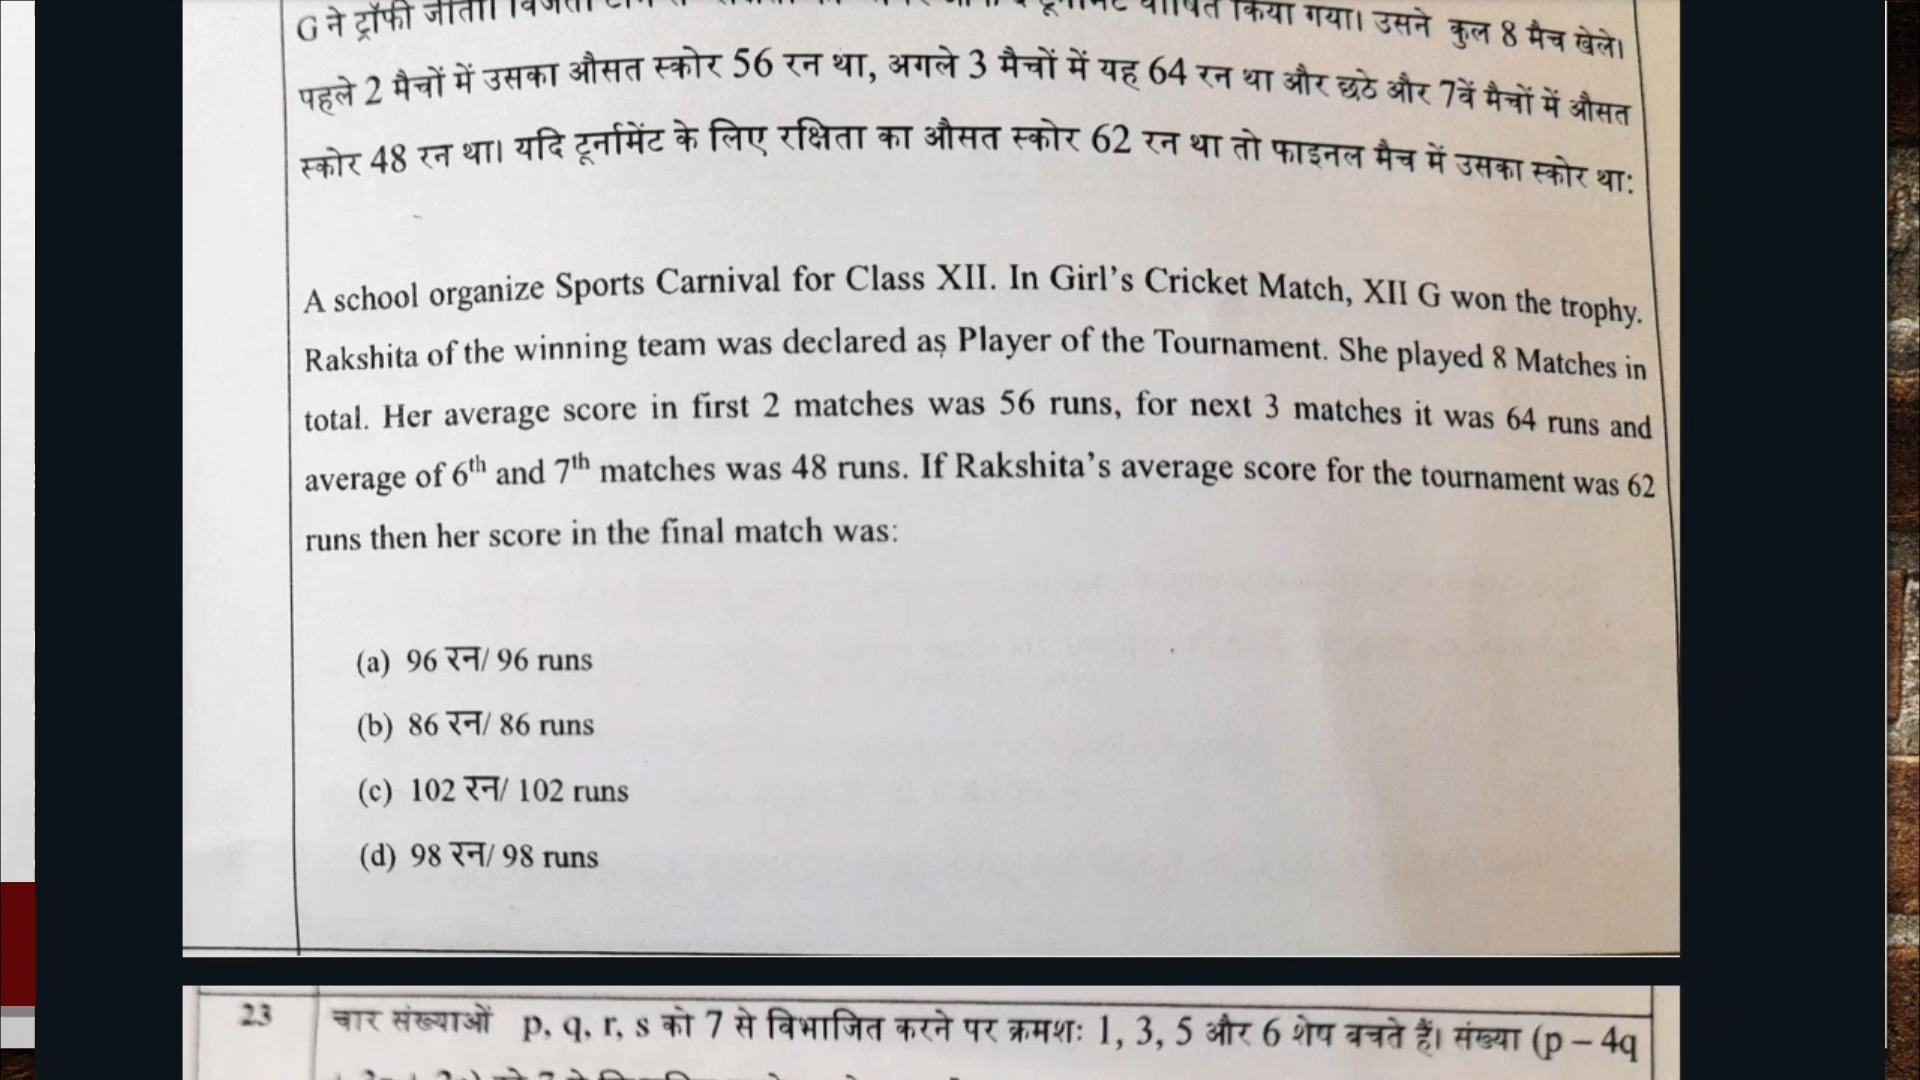 G ने ट्रॉफी जीती। किया गया। उसने कुल 8 मैच खेले।
पहले 2 मैचों में उसका औसत स्कोर 56 रन था, अगले 3 मैचों में यह 64 रन था और छठे और 7वें मैचों में औसत
स्कोर 48 रन था। यदि टूर्नामेंट के लिए रक्षिता का औसत स्कोर 62 रन था तो फाइनल मैच में उसका स्कोर था:
A school organize Sports Carnival for Class XII. In Girl's Cricket Match, XII G won the trophy.
Rakshita of the winning team was declared as Player of the Tournament. She played 8 Matches in
total. Her average score in first 2 matches was 56 runs, for next 3 matches it was 64 runs and
average of 6th and 7th matches was 48 runs. If Rakshita's average score for the tournament was 62
runs then her score in the final match was:
(a) 96 रन/ 96 runs
(b) 86 रन/ 86 runs
(c) 102 रन/ 102 runs
(d) 98 रन/ 98 runs
23 चार संख्याओं p, q, r, s को 7 से विभाजित करने पर क्रमशः 1, 3, 5 और 6 शेष बचते हैं। संख्या (p – 4q